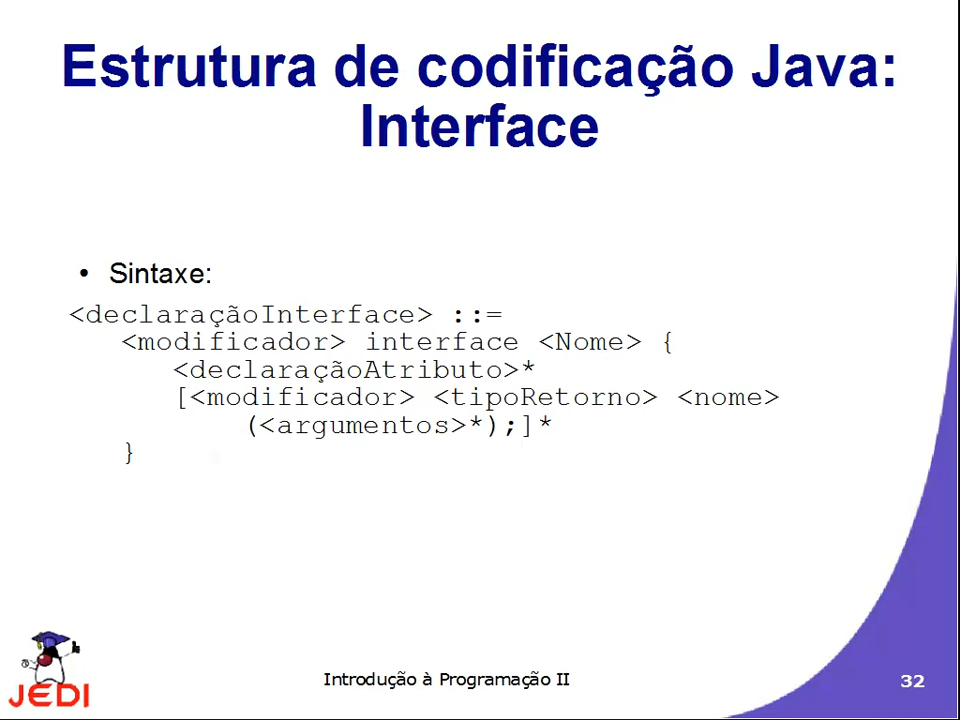 Estrutura de codificação Java:
Interface
• Sintaxe:
<declaraçãoInterface> ::=
<modificador> interface <Nome> {
<declaraçãoAtributo>*
[<modificador> <tipoRetorno> <nome>
(<argumentos>*);]*
}
JEDI
Introdução à Programação II
32